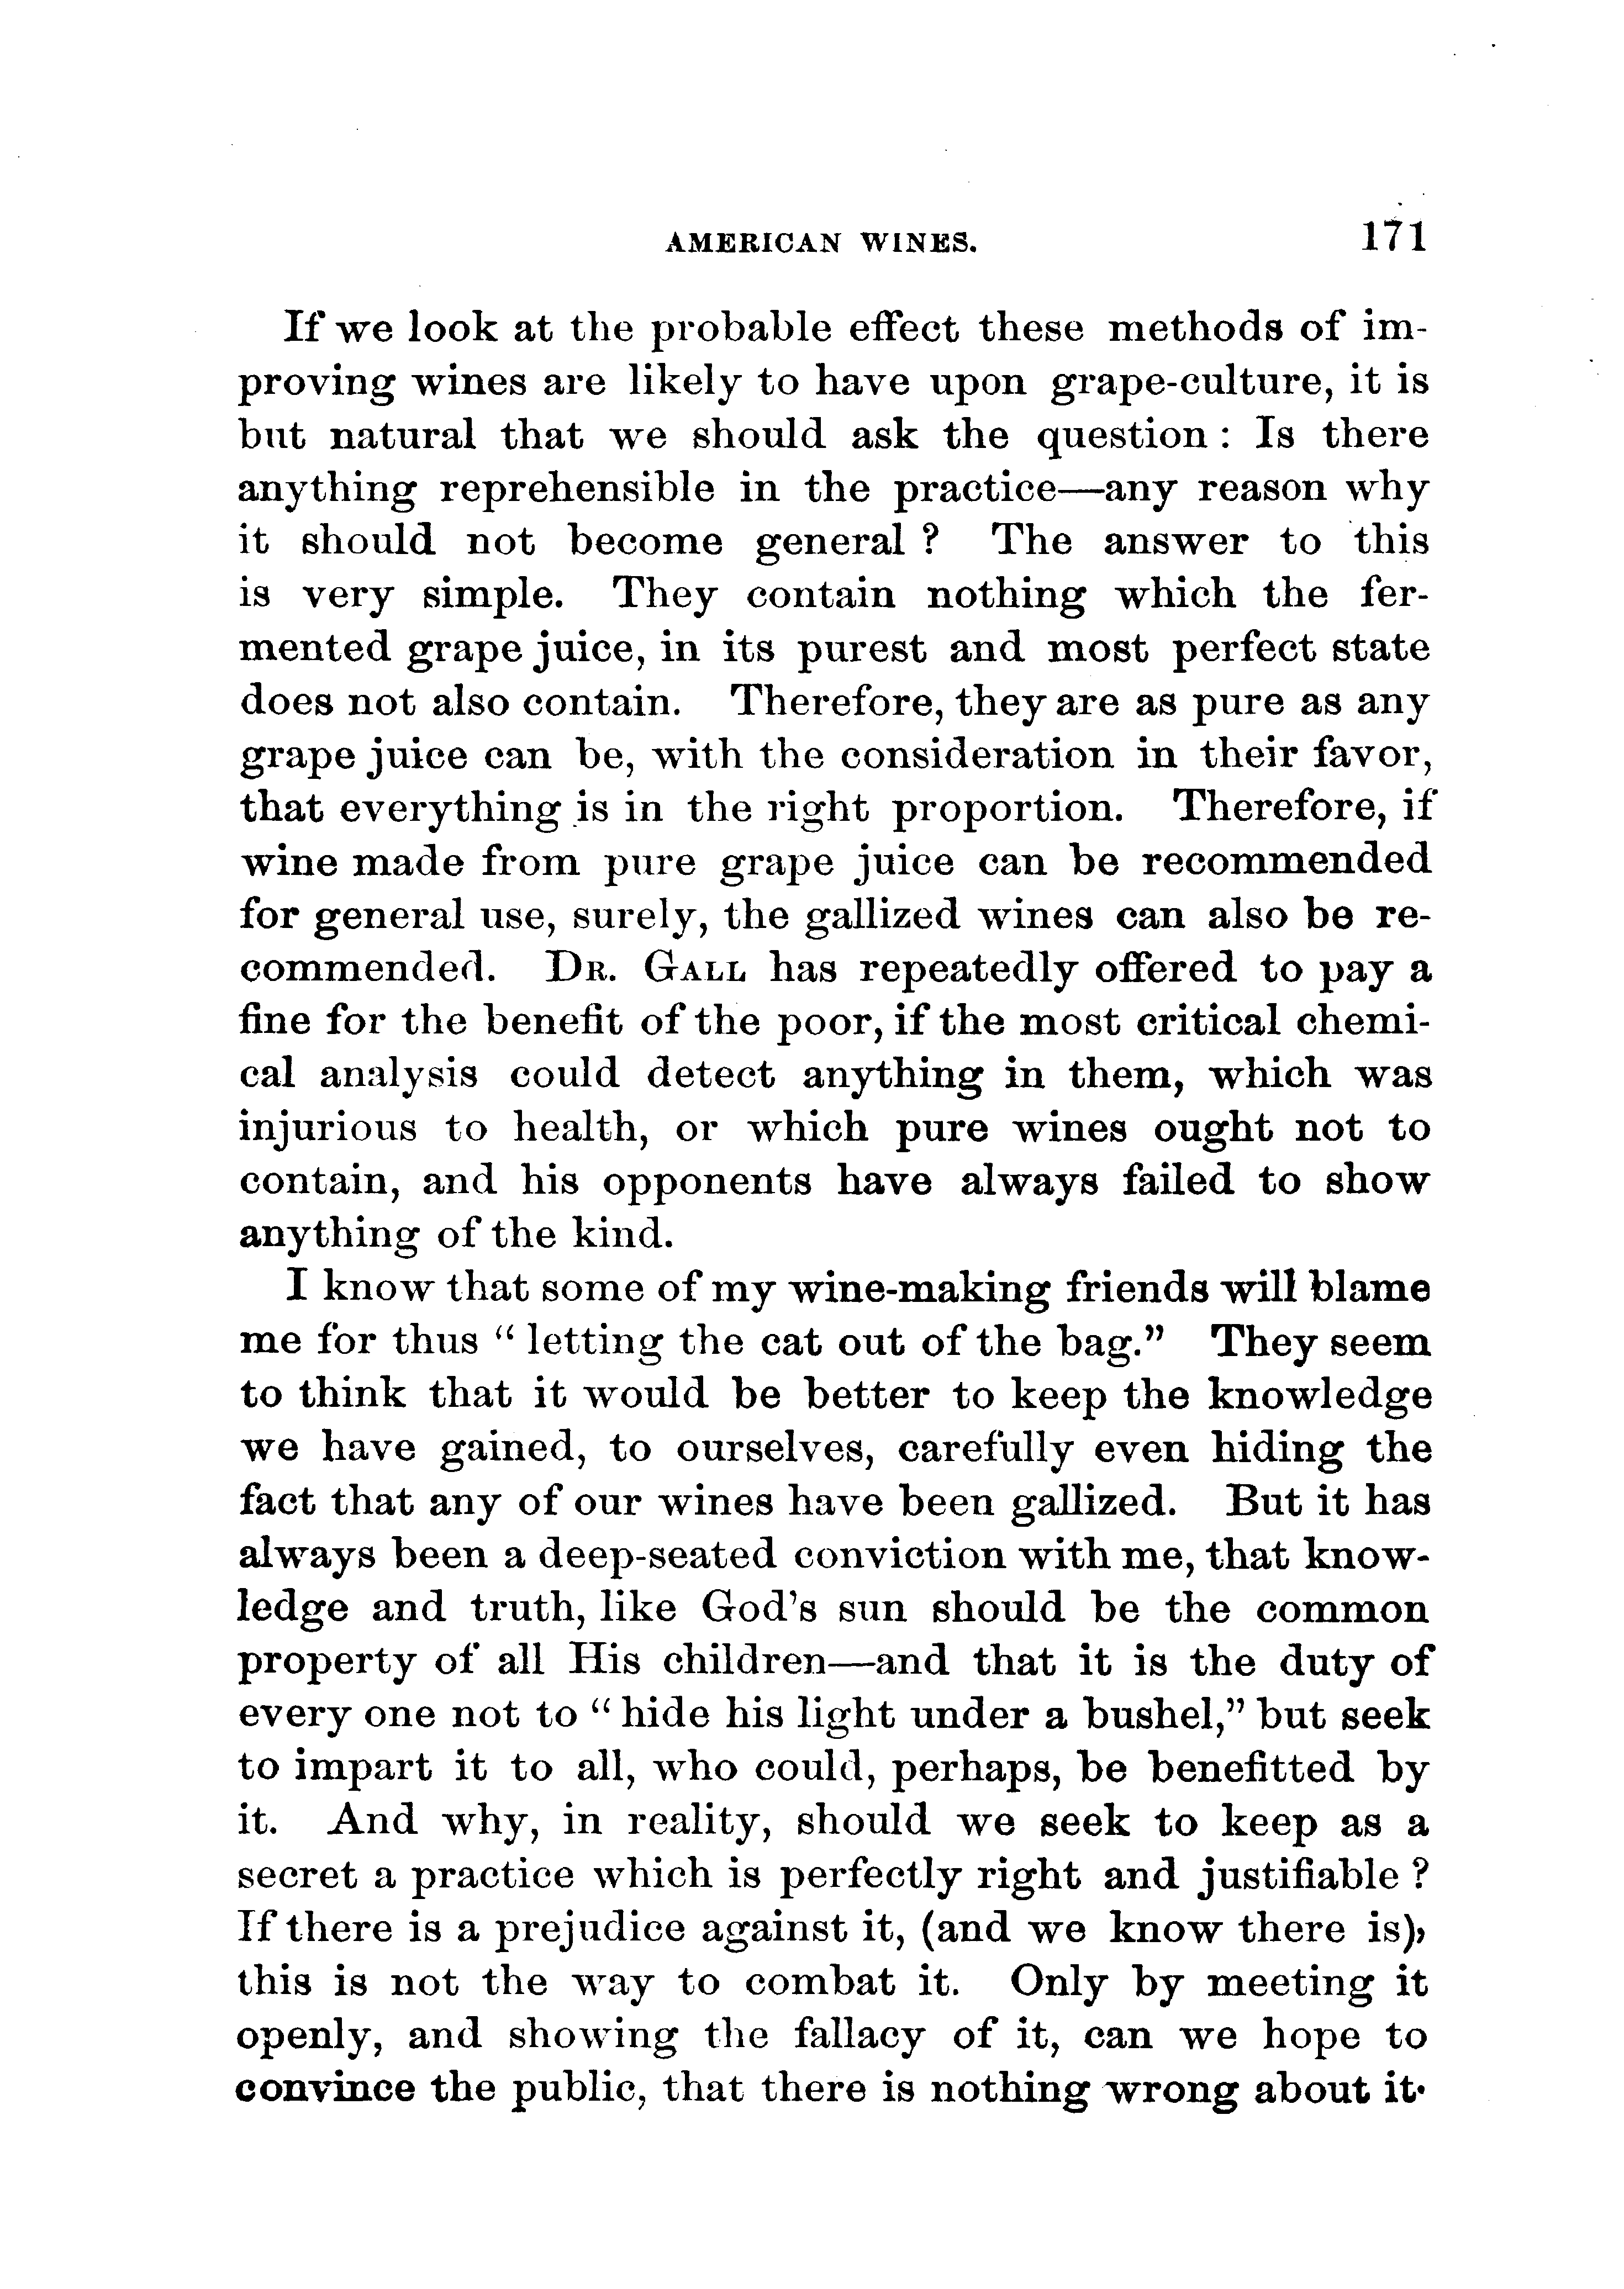 AMERICAN WINES. 171
If we look at the probable effect these methods of im-
proving wines are likely to have upon grape-culture, it is
but natural that we should ask the question : Is there
anything reprehensible in the practice—any reason why
it should not become general ? The answer to this
is very simple. They contain nothing which the fer-
mented grape juice, in its purest and most perfect state
does not also contain. Therefore, they are as pure as any
grape juice can be, with the consideration in their favor,
that everything is in the right proportion. Therefore, if
wine made from pure grape juice can be recommended
for general use, surely, the gallized wines can also be re-
commended. DR. GALL has repeatedly offered to pay a
fine for the benefit of the poor, if the most critical chemi-
cal analysis could detect anything in them, which was
injurious to health, or which pure wines ought not to
contain, and his opponents have always failed to show
anything of the kind.
I know that some of my wine-making friends will blame
me for thus “ letting the cat out of the bag.” They seem
to think that it would be better to keep the knowledge
we have gained, to ourselves, carefully even hiding the
fact that any of our wines have been gallized. But it has
always been a deep-seated conviction with me, that know-
ledge and truth, like God's sun should be the common
property of all His children—and that it is the duty of
every one not to “ hide his light under a bushel,” but seek
to impart it to all, who could, perhaps, be benefitted by
it. And why, in reality, should we seek to keep as a
secret a practice which is perfectly right and justifiable ?
If there is a prejudice against it, (and we know there is),
this is not the way to combat it. Only by meeting it
openly, and showing the fallacy of it, can we hope to
convince the public, that there is nothing wrong about it.